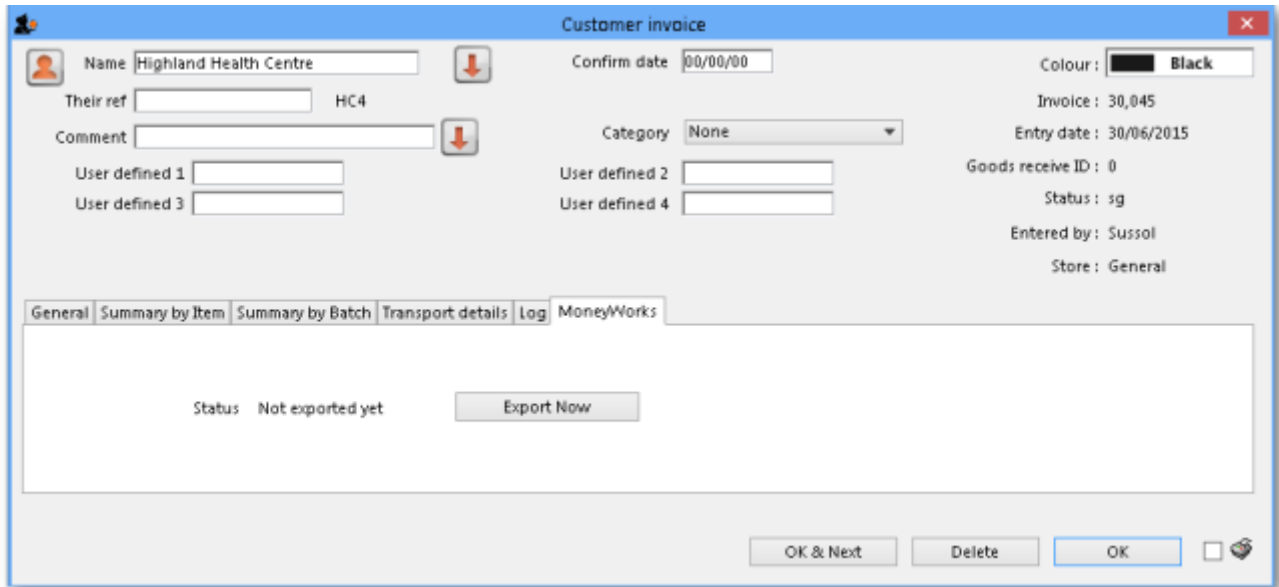 Customer invoice
Name Highland Health Centre Confirm date 00/00/00 Colour : Black
Their ref HC4 Invoice : 30,045
Comment Category None Entry date : 30/06/2015
User defined 1 User defined 2 Goods receive ID : 0
User defined 3 User defined 4 Status : sg
Entered by : Sussol
Store : General
General Summary by Item Summary by Batch Transport details Log MoneyWorks
Status Not exported yet Export Now
OK & Next Delete OK